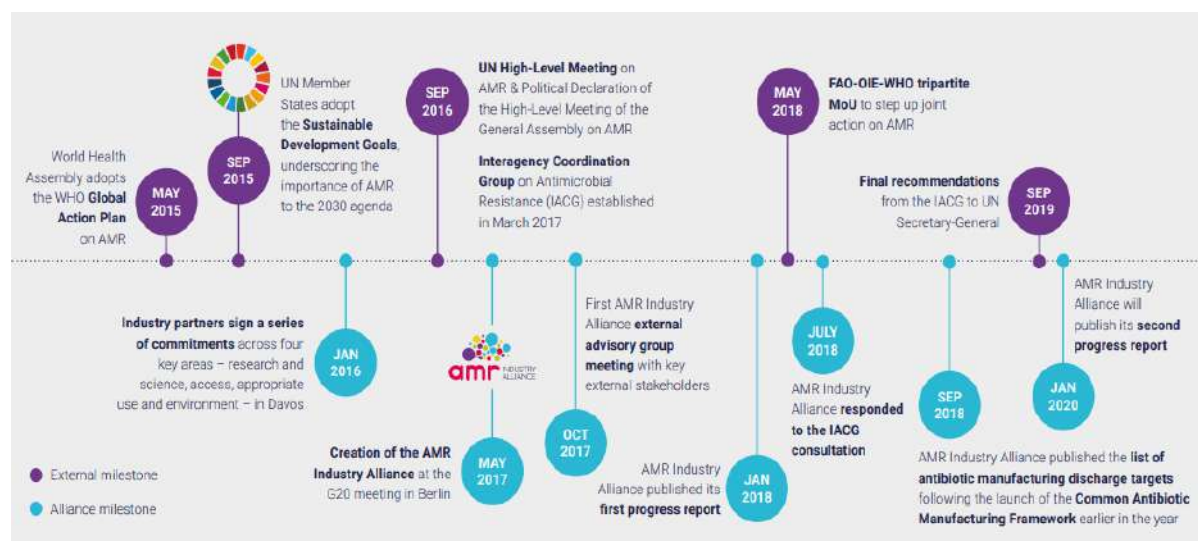 World Health
Assembly adopts
the WHO Global
Action Plan
on AMR
MAY
2015
SEP
2015
UN Member
States adopt
the Sustainable
Development Goals,
underscoring the
importance of AMR
to the 2030 agenda
SEP
2016
UN High-Level Meeting on
AMR & Political Declaration of
the High-Level Meeting of the
General Assembly on AMR
Interagency Coordination
Group on Antimicrobial
Resistance (IACG) established
in March 2017
MAY
2018
FAO-OIE-WHO tripartite
MoU to step up joint
action on AMR
Final recommendations
from the IACG to UN
Secretary-General
SEP
2019
Industry partners sign a series
of commitments across four
key areas – research and
science, access, appropriate
use and environment – in Davos
JAN
2016
amr INDUSTRY
ALLIANCE
Creation of the AMR
Industry Alliance at the
G20 meeting in Berlin
MAY
2017
First AMR Industry
Alliance external
advisory group
meeting with key
external stakeholders
OCT
2017
AMR Industry
Alliance published its
first progress report
JAN
2018
JULY
2018
AMR Industry
Alliance responded
to the IACG
consultation
SEP
2018
AMR Industry Alliance published the list of
antibiotic manufacturing discharge targets
following the launch of the Common Antibiotic
Manufacturing Framework earlier in the year
AMR Industry
Alliance will
publish its second
progress report
JAN
2020
External milestone
Alliance milestone